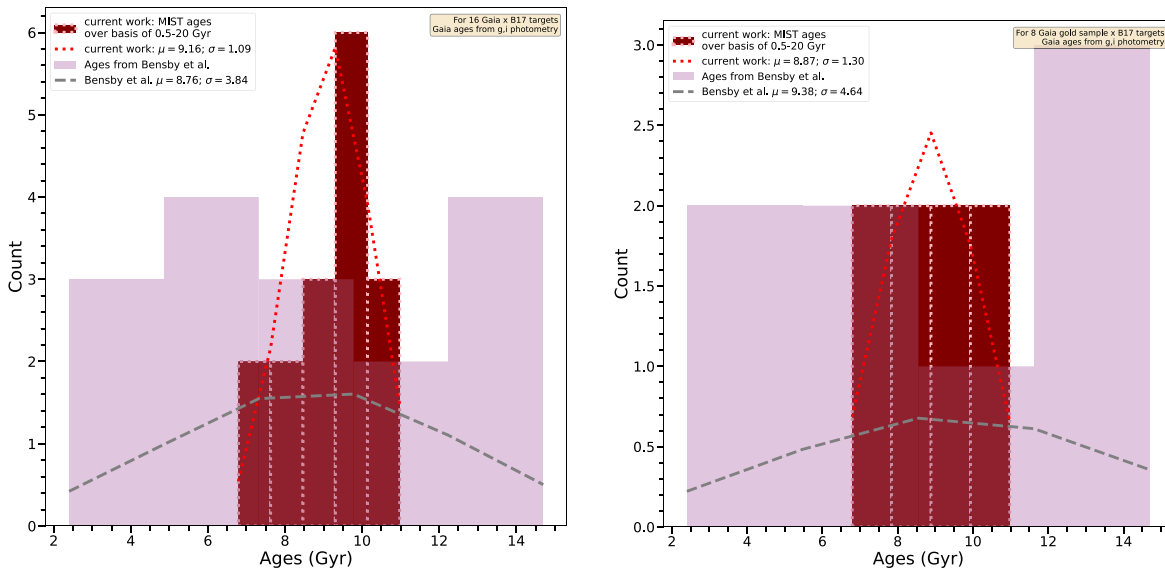 current work: MIST ages
over basis of 0.5-20 Gyr
current work: μ = 9.16; σ = 1.09
Ages from Bensby et al.
Bensby et al. μ = 8.76; σ = 3.84
For 16 Gaia x B17 targets
Gaia ages from g,i photometry
6
5
4
3
2
1
0
Count
2 4 6 8 10 12 14
Ages (Gyr)
current work: MIST ages
over basis of 0.5-20 Gyr
current work: μ = 8.87; σ = 1.30
Ages from Bensby et al.
Bensby et al. μ = 9.38; σ = 4.64
For 8 Gaia gold sample x B17 targets
Gaia ages from g,i photometry
3.0
2.5
2.0
1.5
1.0
0.5
0.0
Count
2 4 6 8 10 12 14
Ages (Gyr)